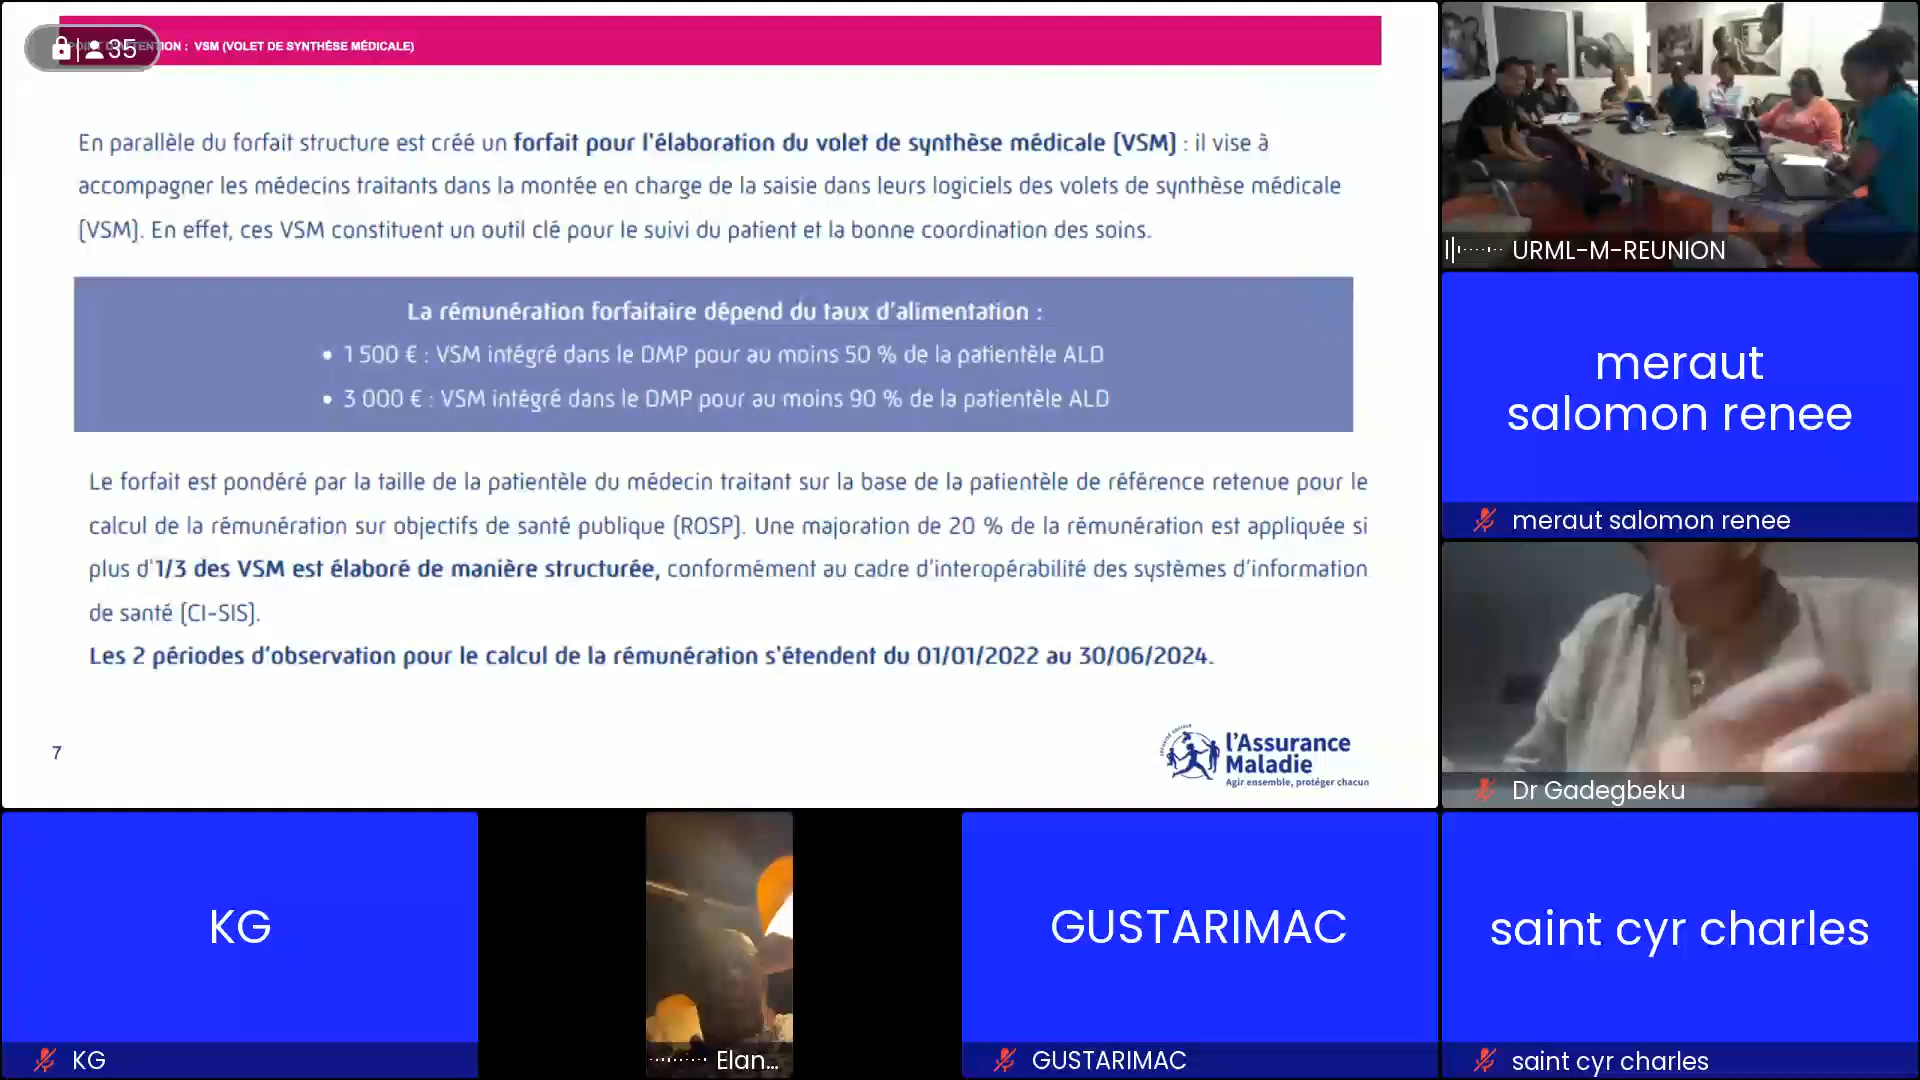 35
ION : VSM (VOLET DE SYNTHÈSE MÉDICALE)
En parallèle du forfait structure est créé un forfait pour l'élaboration du volet de synthèse médicale (VSM) : il vise à
accompagner les médecins traitants dans la montée en charge de la saisie dans leurs logiciels des volets de synthèse médicale
(VSM). En effet, ces VSM constituent un outil clé pour le suivi du patient et la bonne coordination des soins.
La rémunération forfaitaire dépend du taux d'alimentation :
• 1 500 € : VSM intégré dans le DMP pour au moins 50 % de la patientèle ALD
• 3 000 € : VSM intégré dans le DMP pour au moins 90 % de la patientèle ALD
Le forfait est pondéré par la taille de la patientèle du médecin traitant sur la base de la patientèle de référence retenue pour le
calcul de la rémunération sur objectifs de santé publique (ROSP). Une majoration de 20 % de la rémunération est appliquée si
plus d'1/3 des VSM est élaboré de manière structurée, conformément au cadre d'interopérabilité des systèmes d'information
de santé (CI-SIS).
Les 2 périodes d'observation pour le calcul de la rémunération s'étendent du 01/01/2022 au 30/06/2024.
7
l'Assurance
Maladie
Agir ensemble, protéger chacun
URML-M-REUNION
meraut
salomon renee
meraut salomon renee
Dr Gadegbeku
KG
KG
Elan...
GUSTARIMAC
GUSTARIMAC
saint cyr charles
saint cyr charles